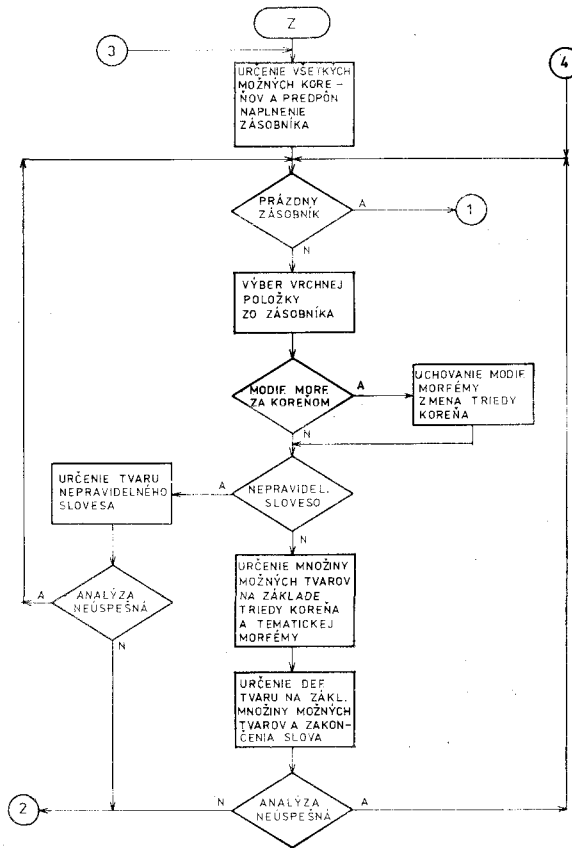 Z
3
4
URČENIE VŠETKÝCH
MOŽNÝCH KORE-
ŇOV A PREDPÔN
NAPLNENIE
ZÁSOBNÍKA
PRÁZDNY
ZÁSOBNÍK
A
1
N
VÝBER VRCHNEJ
POLOŽKY
ZO ZÁSOBNÍKA
MODIF. MORF.
ZA KOREŇOM
A
UCHOVANIE MODIF.
MORFÉMY
ZMENA TRIEDY
KOREŇA
N
NEPRAVIDEL.
SLOVESO
A
URČENIE TVARU
NEPRAVIDELNÉHO
SLOVESA
N
ANALÝZA
NEÚSPEŠNÁ
A
N
URČENIE MNOŽINY
MOŽNÝCH TVAROV
NA ZÁKLADE
TRIEDY KOREŇA
A TEMATICKEJ
MORFÉMY
URČENIE DEF.
TVARU NA ZÁKL.
MNOŽINY MOŽNÝCH
TVAROV A ZAKON-
ČENIA SLOVA
2
N
ANALÝZA
NEÚSPEŠNÁ
A